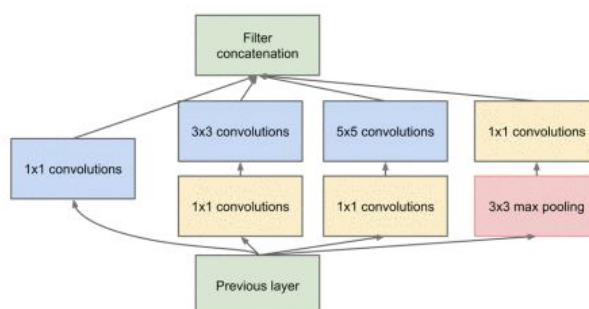 Filter
concatenation
3x3 convolutions
5x5 convolutions
1x1 convolutions
1x1 convolutions
1x1 convolutions
1x1 convolutions
3x3 max pooling
Previous layer